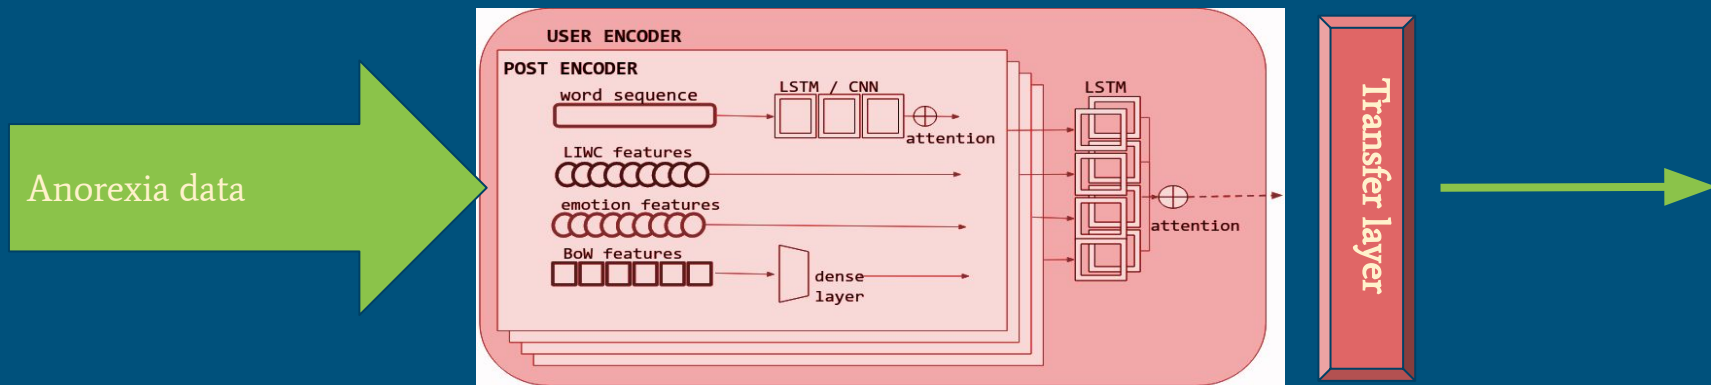 Anorexia data
USER ENCODER
POST ENCODER
word sequence
LSTM / CNN
attention
LIWC features
emotion features
BoW features
dense
layer
LSTM
attention
Transfer layer